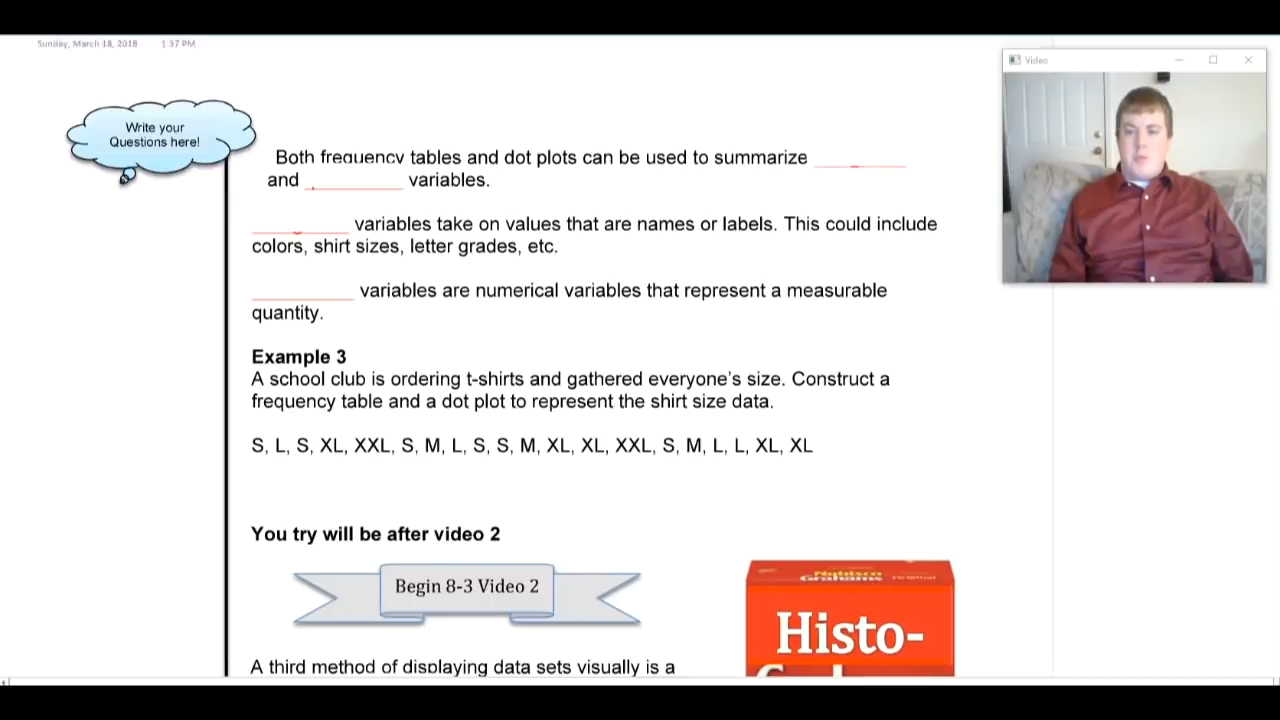 Sunday, March 18, 2018 1 37 PM
Video
Write your
Questions here!
Both frequency tables and dot plots can be used to summarize
and variables.
variables take on values that are names or labels. This could include
colors, shirt sizes, letter grades, etc.
variables are numerical variables that represent a measurable
quantity.
Example 3
A school club is ordering t-shirts and gathered everyone's size. Construct a
frequency table and a dot plot to represent the shirt size data.
S, L, S, XL, XXL, S, M, L, S, S, M, XL, XL, XXL, S, M, L, L, XL, XL
You try will be after video 2
Begin 8-3 Video 2
Nabisco
Grahams
Histo-
A third method of displaying data sets visually is a